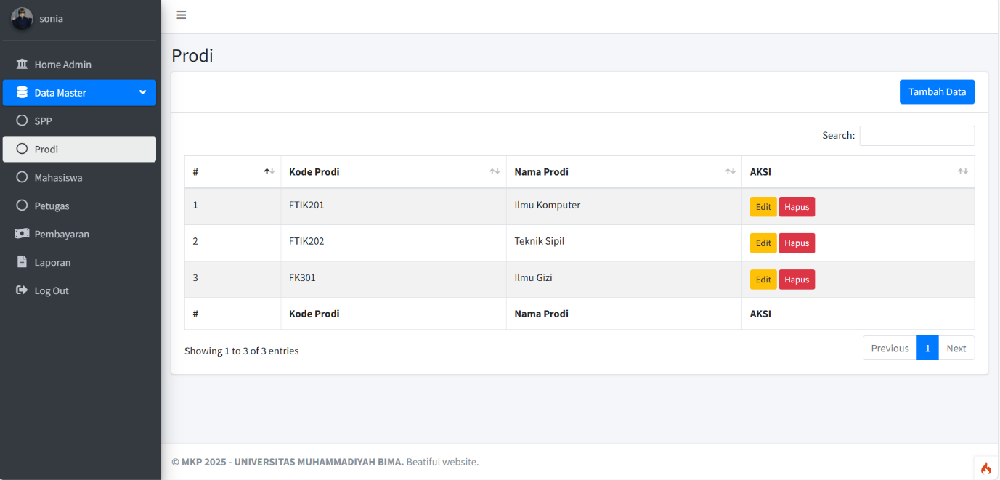 sonia
Home Admin
Data Master
SPP
Prodi
Mahasiswa
Petugas
Pembayaran
Laporan
Log Out
Prodi
Tambah Data
Search:
# Kode Prodi Nama Prodi AKSI
1 FTIK201 Ilmu Komputer Edit Hapus
2 FTIK202 Teknik Sipil Edit Hapus
3 FK301 Ilmu Gizi Edit Hapus
# Kode Prodi Nama Prodi AKSI
Showing 1 to 3 of 3 entries
Previous 1 Next
© MKP 2025 - UNIVERSITAS MUHAMMADIYAH BIMA. Beatiful website.